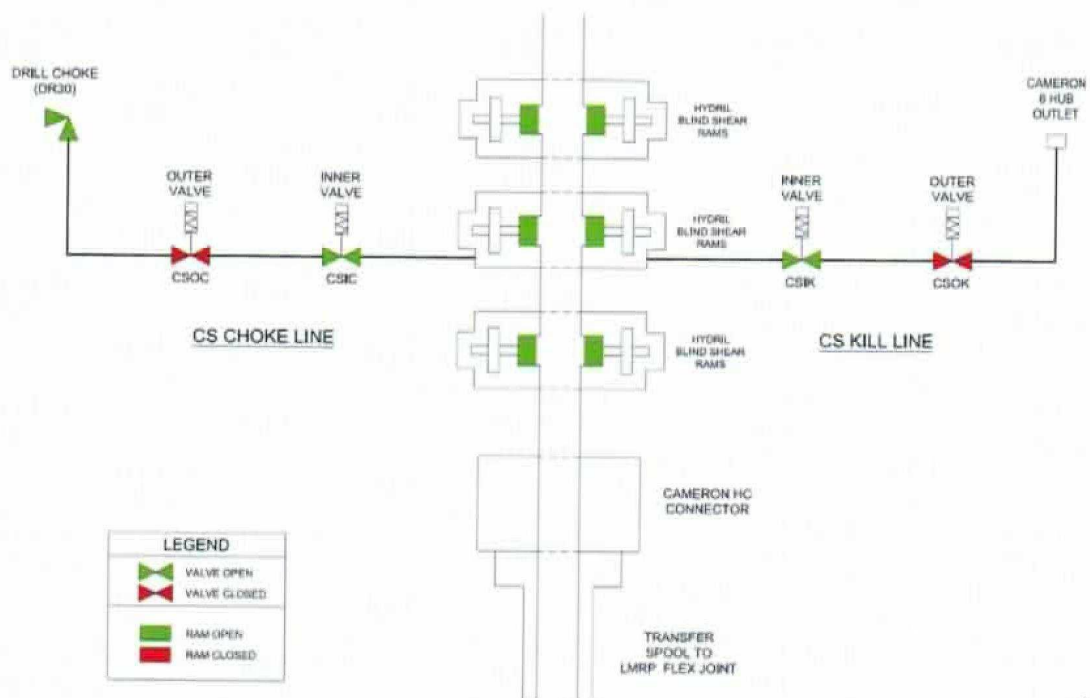 DRILL CHOKE
(DR30)
OUTER
VALVE
CSOC
INNER
VALVE
CSIC
CS CHOKE LINE
HYDRIL
BLIND SHEAR
RAMS
HYDRIL
BLIND SHEAR
RAMS
HYDRIL
BLIND SHEAR
RAMS
INNER
VALVE
CSIK
OUTER
VALVE
CSOK
CAMERON
6 HUB
OUTLET
CS KILL LINE
CAMERON HC
CONNECTOR
TRANSFER
SPOOL TO
LMRP FLEX JOINT
LEGEND
VALVE OPEN
VALVE CLOSED
RAM OPEN
RAM CLOSED